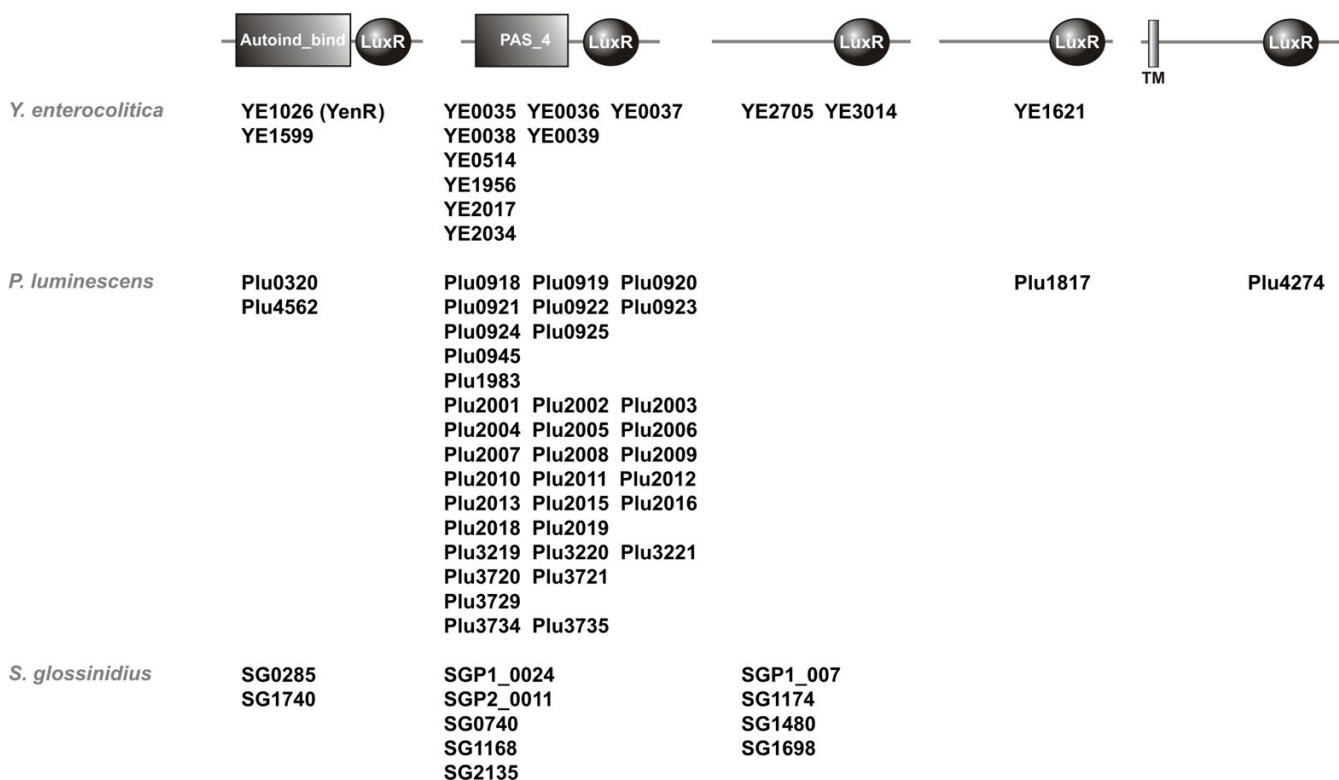 Autoind_bind LuxR PAS_4 LuxR LuxR LuxR LuxR
TM
Y. enterocolitica YE1026 (YenR) YE0035 YE0036 YE0037 YE2705 YE3014 YE1621
YE1599 YE0038 YE0039
YE0514
YE1956
YE2017
YE2034
P. luminescens Plu0320 Plu0918 Plu0919 Plu0920 Plu1817 Plu4274
Plu4562 Plu0921 Plu0922 Plu0923
Plu0924 Plu0925
Plu0945
Plu1983
Plu2001 Plu2002 Plu2003
Plu2004 Plu2005 Plu2006
Plu2007 Plu2008 Plu2009
Plu2010 Plu2011 Plu2012
Plu2013 Plu2015 Plu2016
Plu2018 Plu2019
Plu3219 Plu3220 Plu3221
Plu3720 Plu3721
Plu3729
Plu3734 Plu3735
S. glossinidius SG0285 SGP1_0024 SGP1_007
SG1740 SGP2_0011 SG1174
SG0740 SG1480
SG1168 SG1698
SG2135